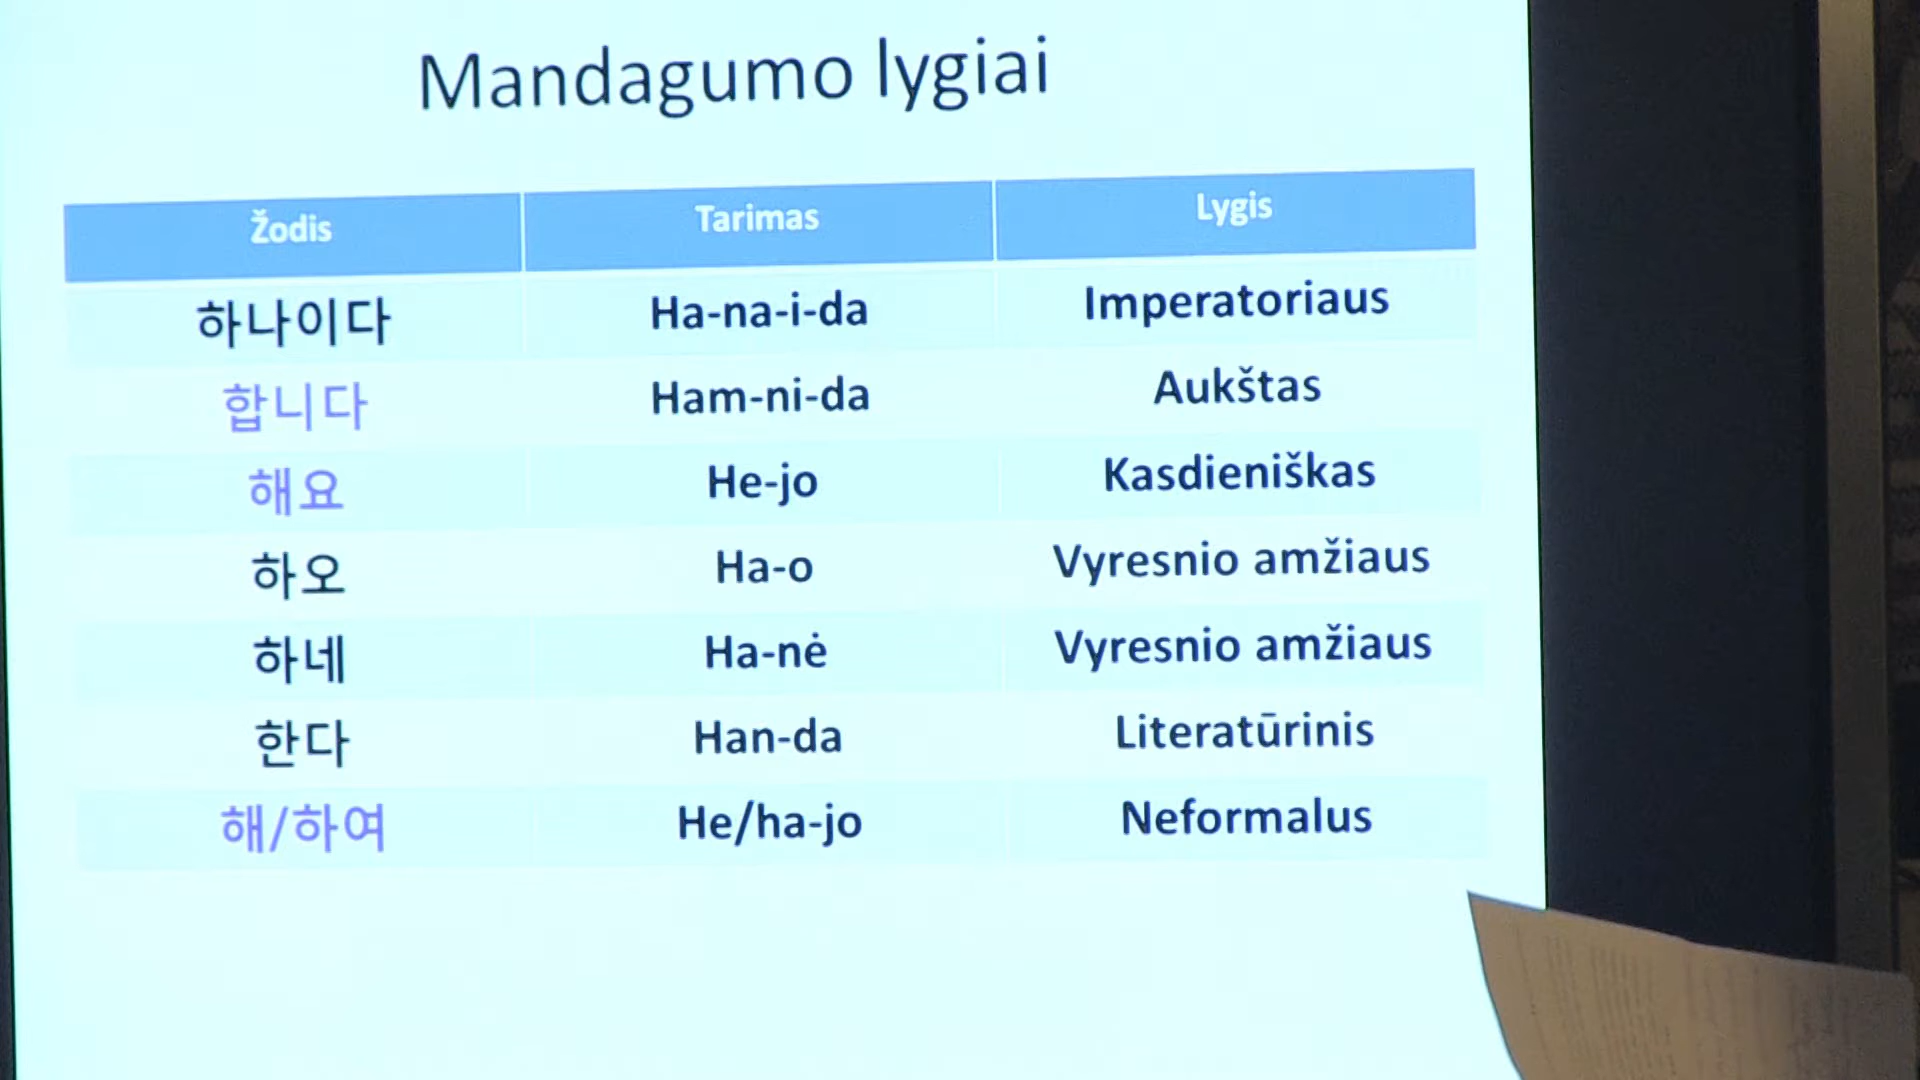 Mandagumo lygiai
Žodis Tarimas Lygis
하나이다 Ha-na-i-da Imperatoriaus
합니다 Ham-ni-da Aukštas
해요 He-jo Kasdieniškas
하오 Ha-o Vyresnio amžiaus
하네 Ha-nė Vyresnio amžiaus
한다 Han-da Literatūrinis
해/하여 He/ha-jo Neformalus